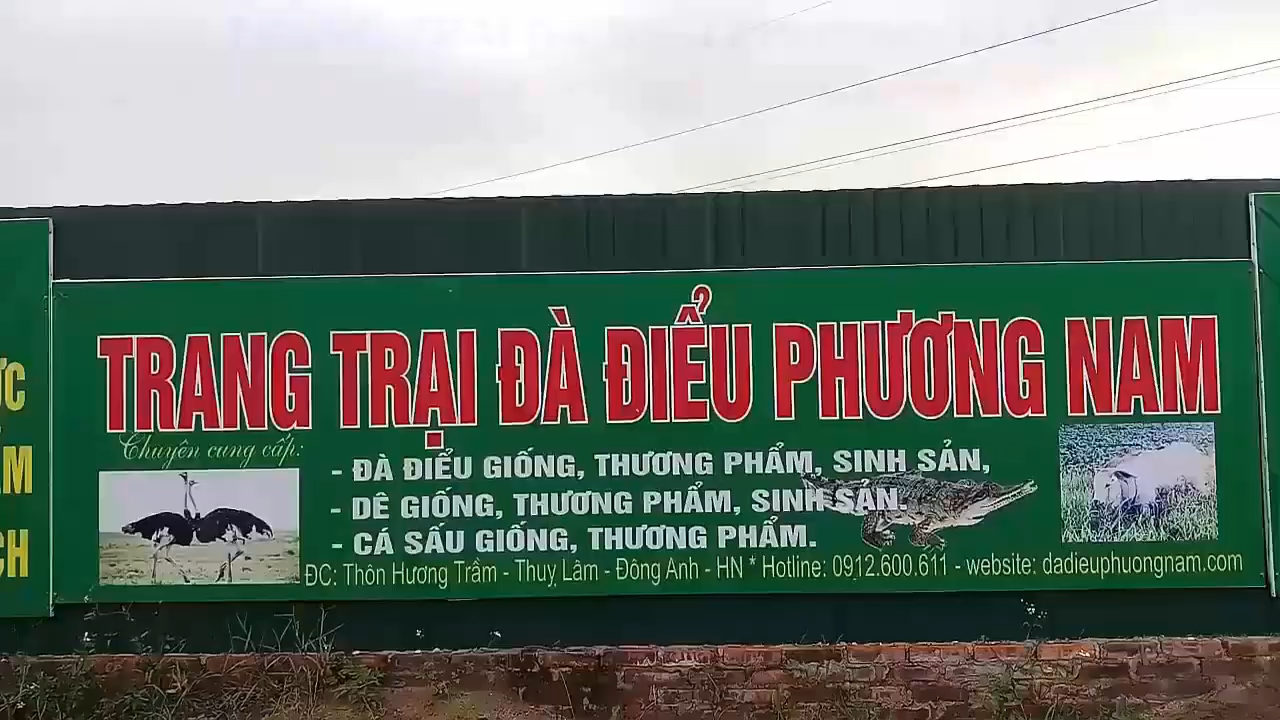 TRANG TRẠI ĐÀ ĐIỂU PHƯƠNG NAM
Chuyên cung cấp:
- ĐÀ ĐIỂU GIỐNG, THƯƠNG PHẨM, SINH SẢN,
- DÊ GIỐNG, THƯƠNG PHẨM, SINH SẢN.
- CÁ SẤU GIỐNG, THƯƠNG PHẨM.
ĐC: Thôn Hương Trầm - Thuỵ Lâm - Đông Anh - HN * Hotline: 0912.600.611 - website: dadieuphuongnam.com